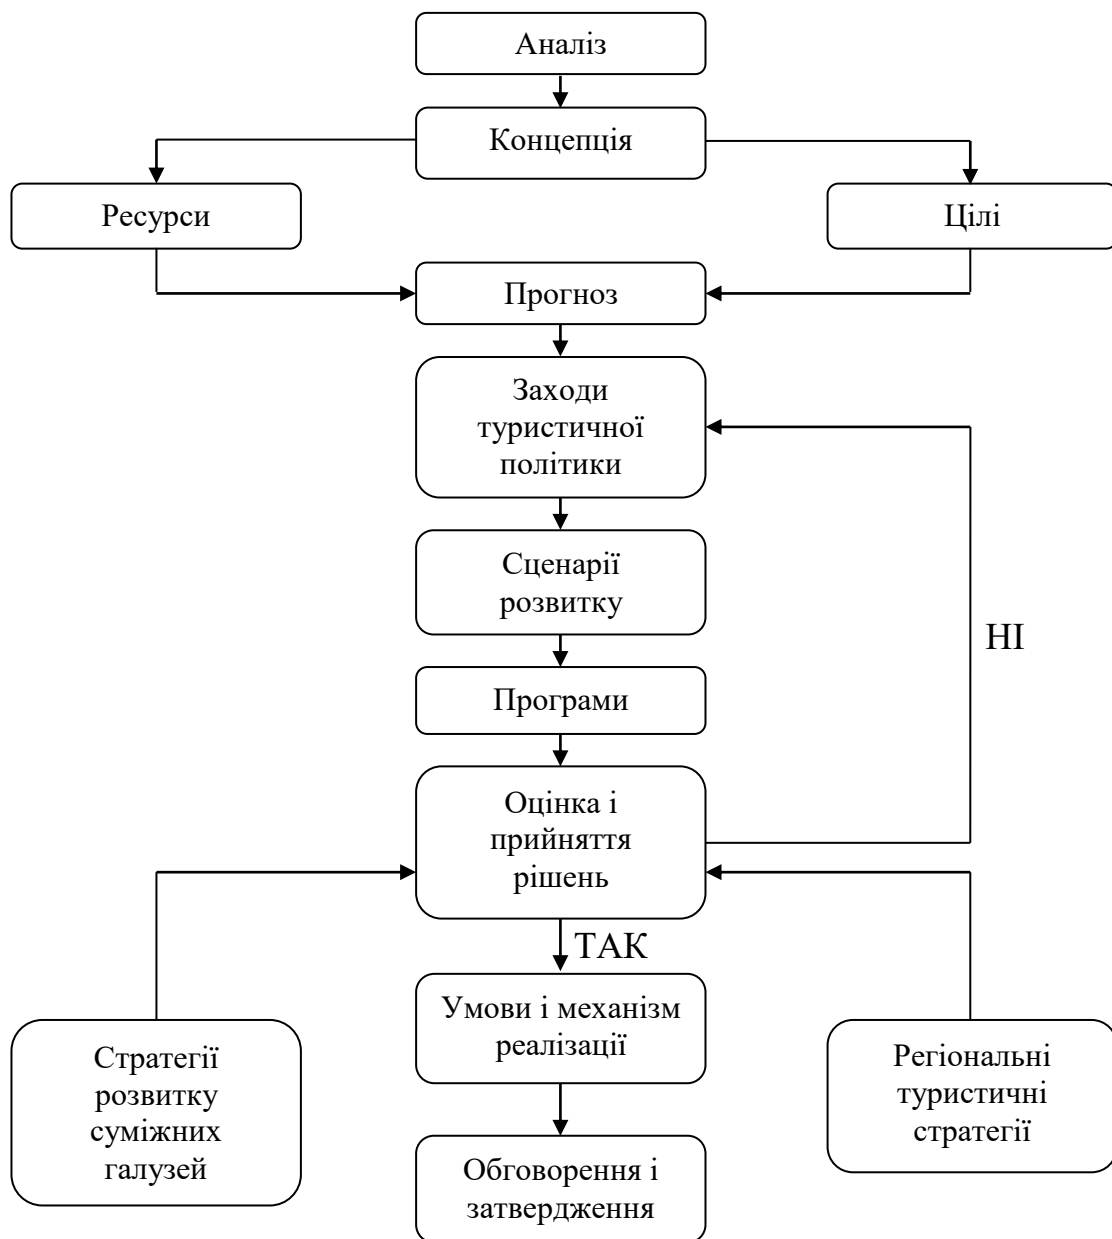 Аналіз
Концепція
Ресурси
Цілі
Прогноз
Заходи
туристичної
політики
Сценарії
розвитку
НІ
Програми
Оцінка і
прийняття
рішень
ТАК
Умови і механізм
реалізації
Стратегії
розвитку
суміжних
галузей
Регіональні
туристичні
стратегії
Обговорення і
затвердження